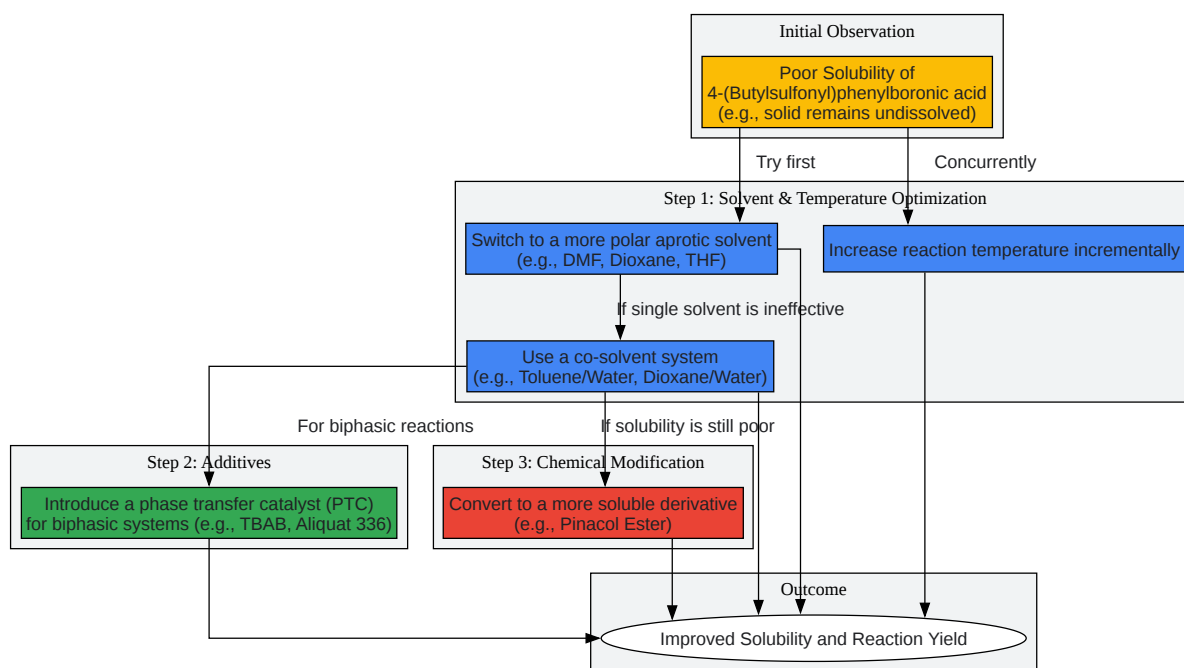 Initial Observation
Poor Solubility of
4-(Butylsulfonyl)phenylboronic acid
(e.g., solid remains undissolved)
Try first
Concurrently
Step 1: Solvent & Temperature Optimization
Switch to a more polar aprotic solvent
(e.g., DMF, Dioxane, THF)
Increase reaction temperature incrementally
If single solvent is ineffective
Use a co-solvent system
(e.g., Toluene/Water, Dioxane/Water)
For biphasic reactions
If solubility is still poor
Step 2: Additives
Introduce a phase transfer catalyst (PTC)
for biphasic systems (e.g., TBAB, Aliquat 336)
Step 3: Chemical Modification
Convert to a more soluble derivative
(e.g., Pinacol Ester)
Outcome
Improved Solubility and Reaction Yield